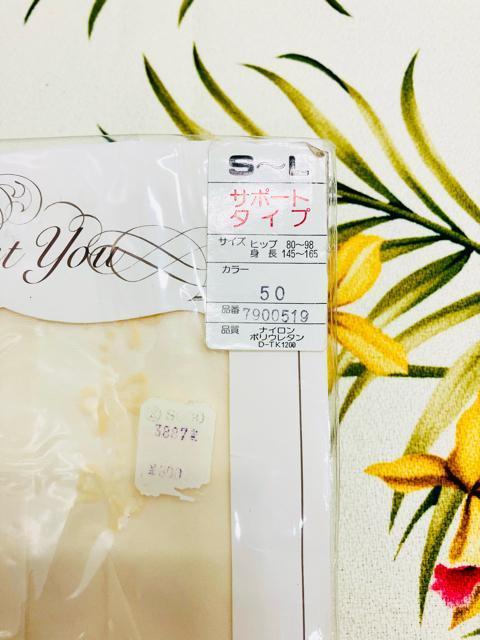 S~L
サポート
タイプ
サイズ ヒップ 80~98
身長 145~165
カラー
50
品番 7900519
品質 ナイロン
ポリウレタン
D-TK1200
You
3887